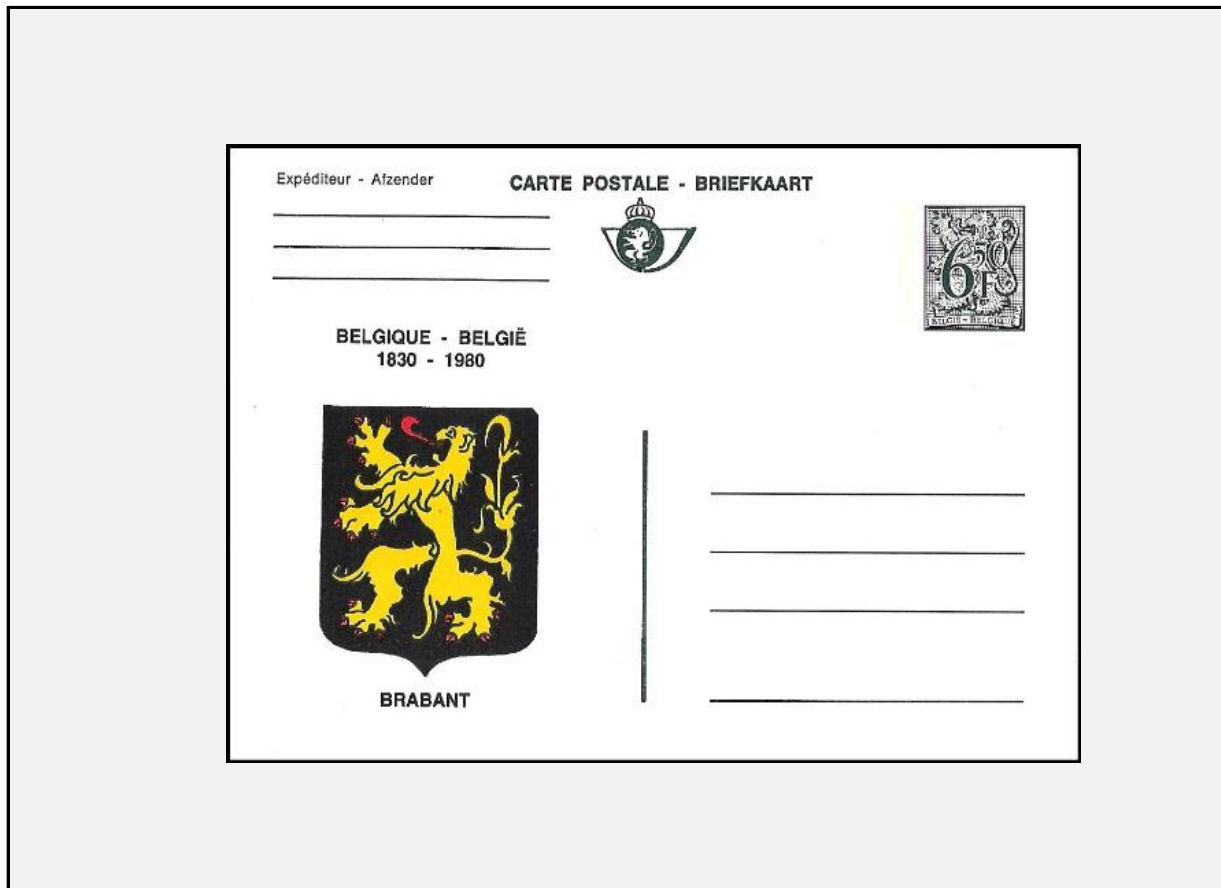 Expéditeur - Afzender
CARTE POSTALE - BRIEFKAART
6 50 F
BELGIE - BELGIQUE
BELGIQUE - BELGIË
1830 - 1980
BRABANT